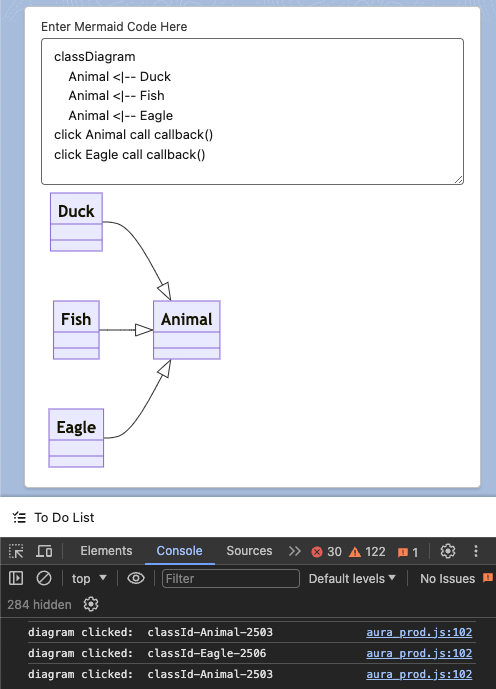 Enter Mermaid Code Here
classDiagram
Animal <|-- Duck
Animal <|-- Fish
Animal <|-- Eagle
click Animal call callback()
click Eagle call callback()
Duck
Fish
Animal
Eagle
To Do List
Elements Console Sources 30 122 1
top Filter Default levels No Issues
284 hidden
diagram clicked: classId-Animal-2503 aura_prod.js:102
diagram clicked: classId-Eagle-2506 aura_prod.js:102
diagram clicked: classId-Animal-2503 aura_prod.js:102